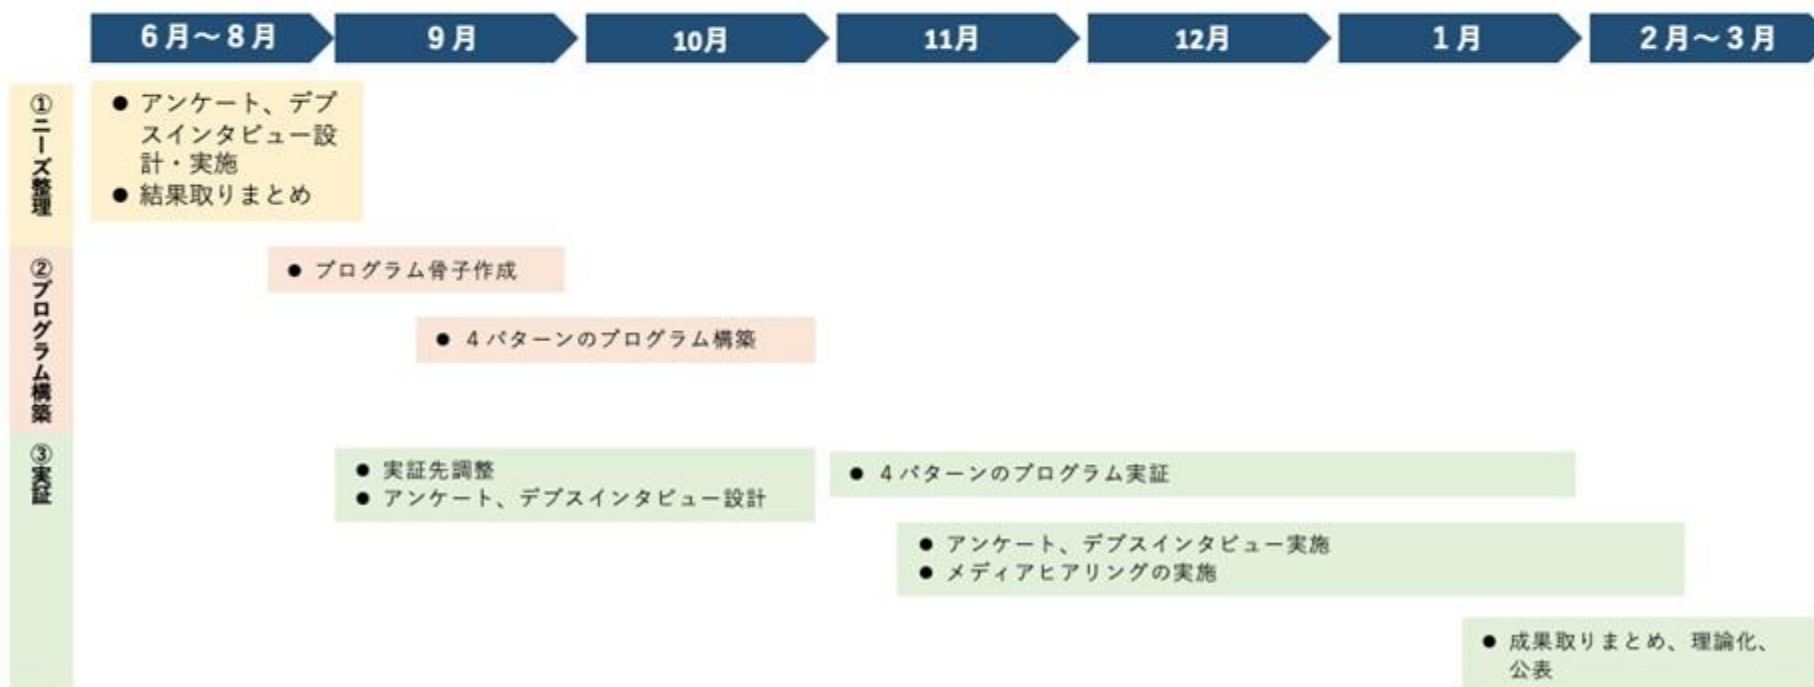 6月～8月
9月
10月
11月
12月
1月
2月～3月
①ニーズ整理
● アンケート、デプ
スインタビュー設
計・実施
● 結果取りまとめ
②プログラム構築
● プログラム骨子作成
● 4パターンのプログラム構築
③実証
● 実証先調整
● アンケート、デプスインタビュー設計
● 4パターンのプログラム実証
● アンケート、デプスインタビュー実施
● メディアヒアリングの実施
● 成果取りまとめ、理論化、
公表